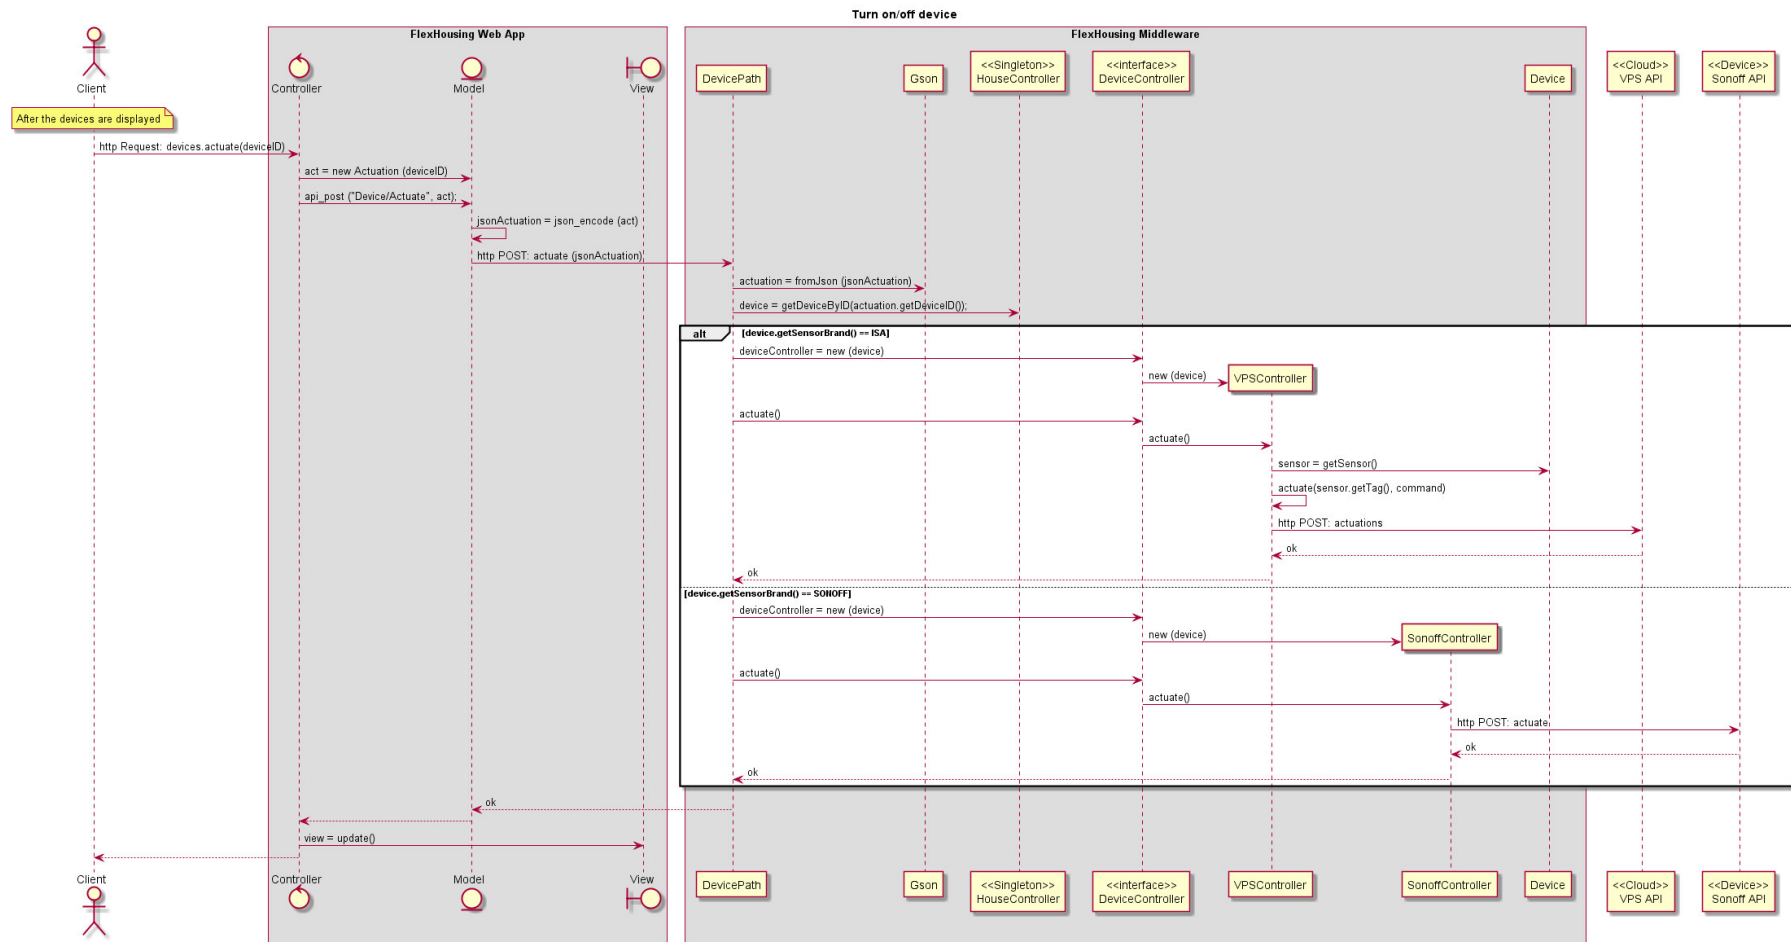 Turn on/off device
FlexHousing Web App
FlexHousing Middleware
Client
Controller
Model
View
DevicePath
Gson
<<Singleton>>
HouseController
<<interface>>
DeviceController
Device
<<Cloud>>
VPS API
<<Device>>
Sonoff API
After the devices are displayed
http Request: devices.actuate(deviceID)
act = new Actuation (deviceID)
api_post ("Device/Actuate", act);
jsonActuation = json_encode (act)
http POST: actuate (jsonActuation)
actuation = fromJson (jsonActuation)
device = getDeviceByID(actuation.getDeviceID());
alt
[device.getSensorBrand() == ISA]
deviceController = new (device)
new (device)
VPSController
actuate()
actuate()
sensor = getSensor()
actuate(sensor.getTag(), command)
http POST: actuations
ok
ok
[device.getSensorBrand() == SONOFF]
deviceController = new (device)
new (device)
SonoffController
actuate()
actuate()
http POST: actuate
ok
ok
ok
view = update()
Client
Controller
Model
View
DevicePath
Gson
<<Singleton>>
HouseController
<<interface>>
DeviceController
VPSController
SonoffController
Device
<<Cloud>>
VPS API
<<Device>>
Sonoff API